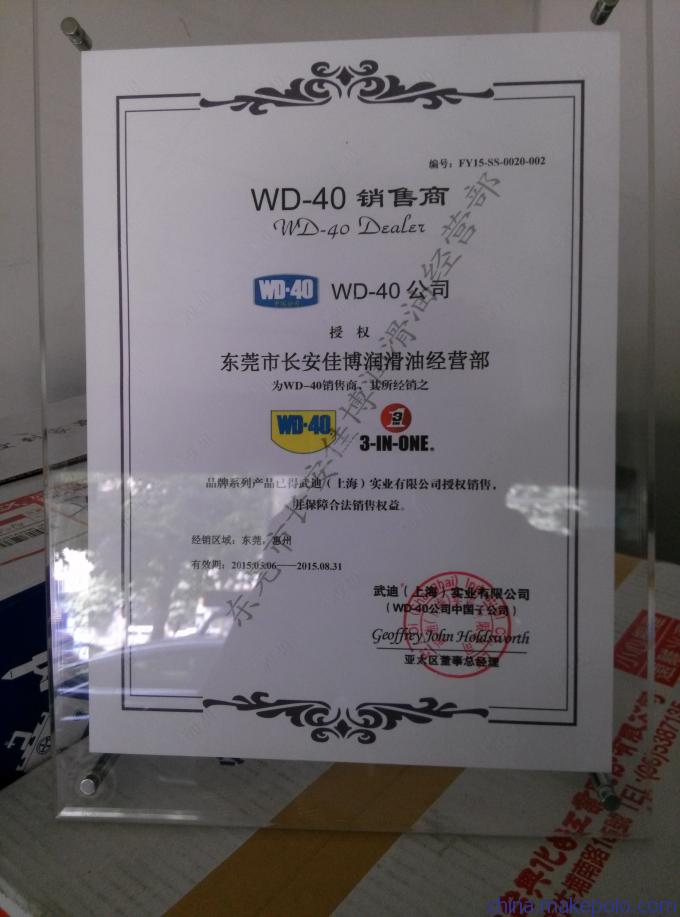 编号：FY15-SS-0020-002
WD-40 销售商
WD-40 Dealer
WD-40
WD-40 公司
授 权
东莞市长安佳博润滑油经营部
为WD-40销售商，其所经销之
WD-40
3-IN-ONE®
品牌系列产品已得武迪（上海）实业有限公司授权销售，
并保障合法销售权益。
经销区域：东莞，惠州
有效期：2015.05.06——2015.08.31
武迪（上海）实业有限公司
（WD-40公司中国子公司）
Geoffrey John Holdsworth
亚太区董事总经理
东莞市长安佳博润滑油经营部
china.makepolo.com